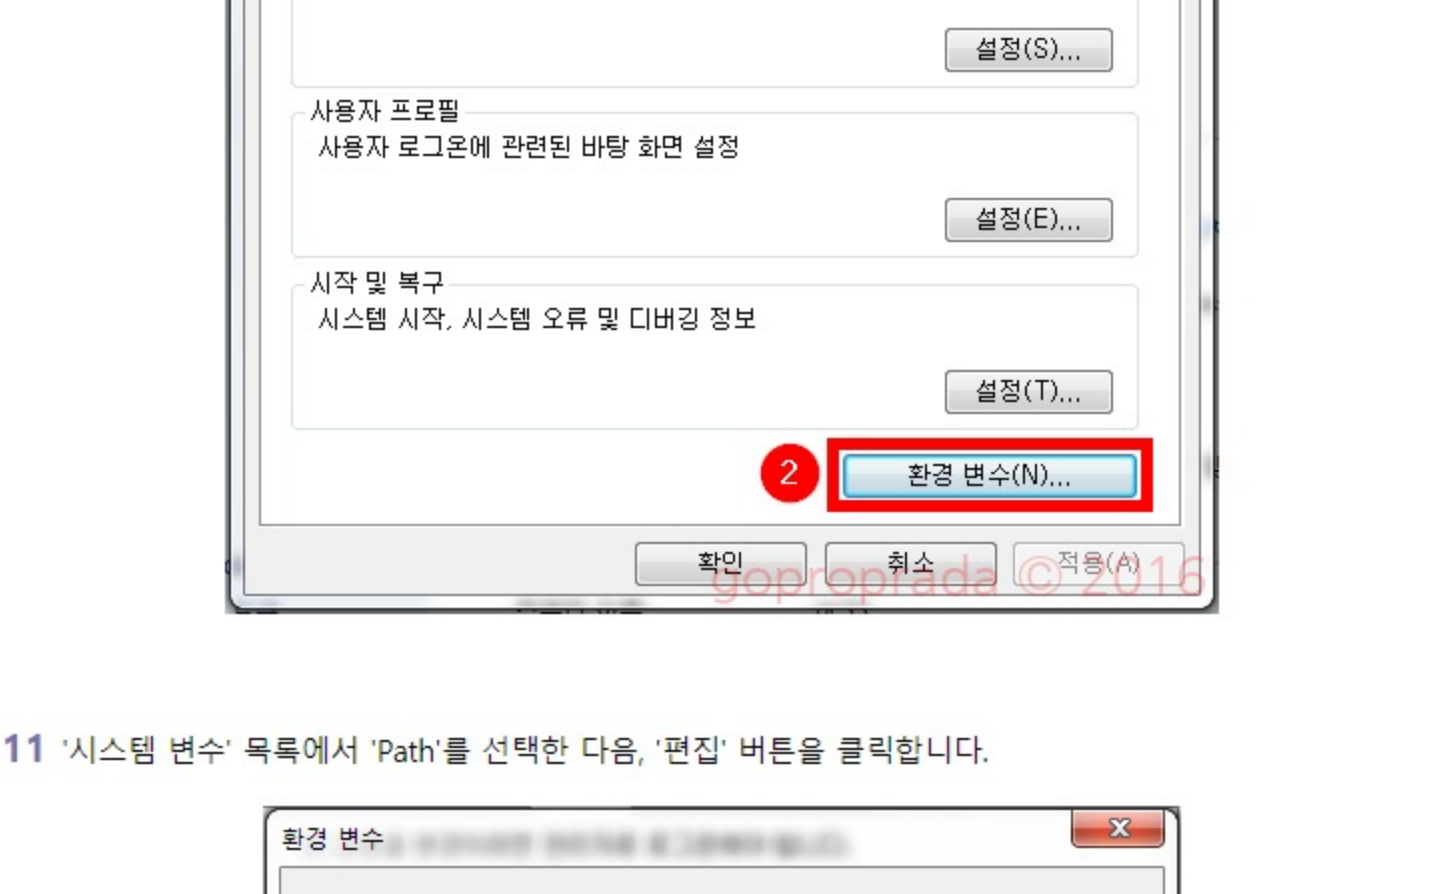 설정(S)...
사용자 프로필
사용자 로그온에 관련된 바탕 화면 설정
설정(E)...
시작 및 복구
시스템 시작, 시스템 오류 및 디버깅 정보
설정(T)...
2 환경 변수(N)...
확인 취소 적용(A)
goproprada © 2016
11 '시스템 변수' 목록에서 'Path'를 선택한 다음, '편집' 버튼을 클릭합니다.
환경 변수